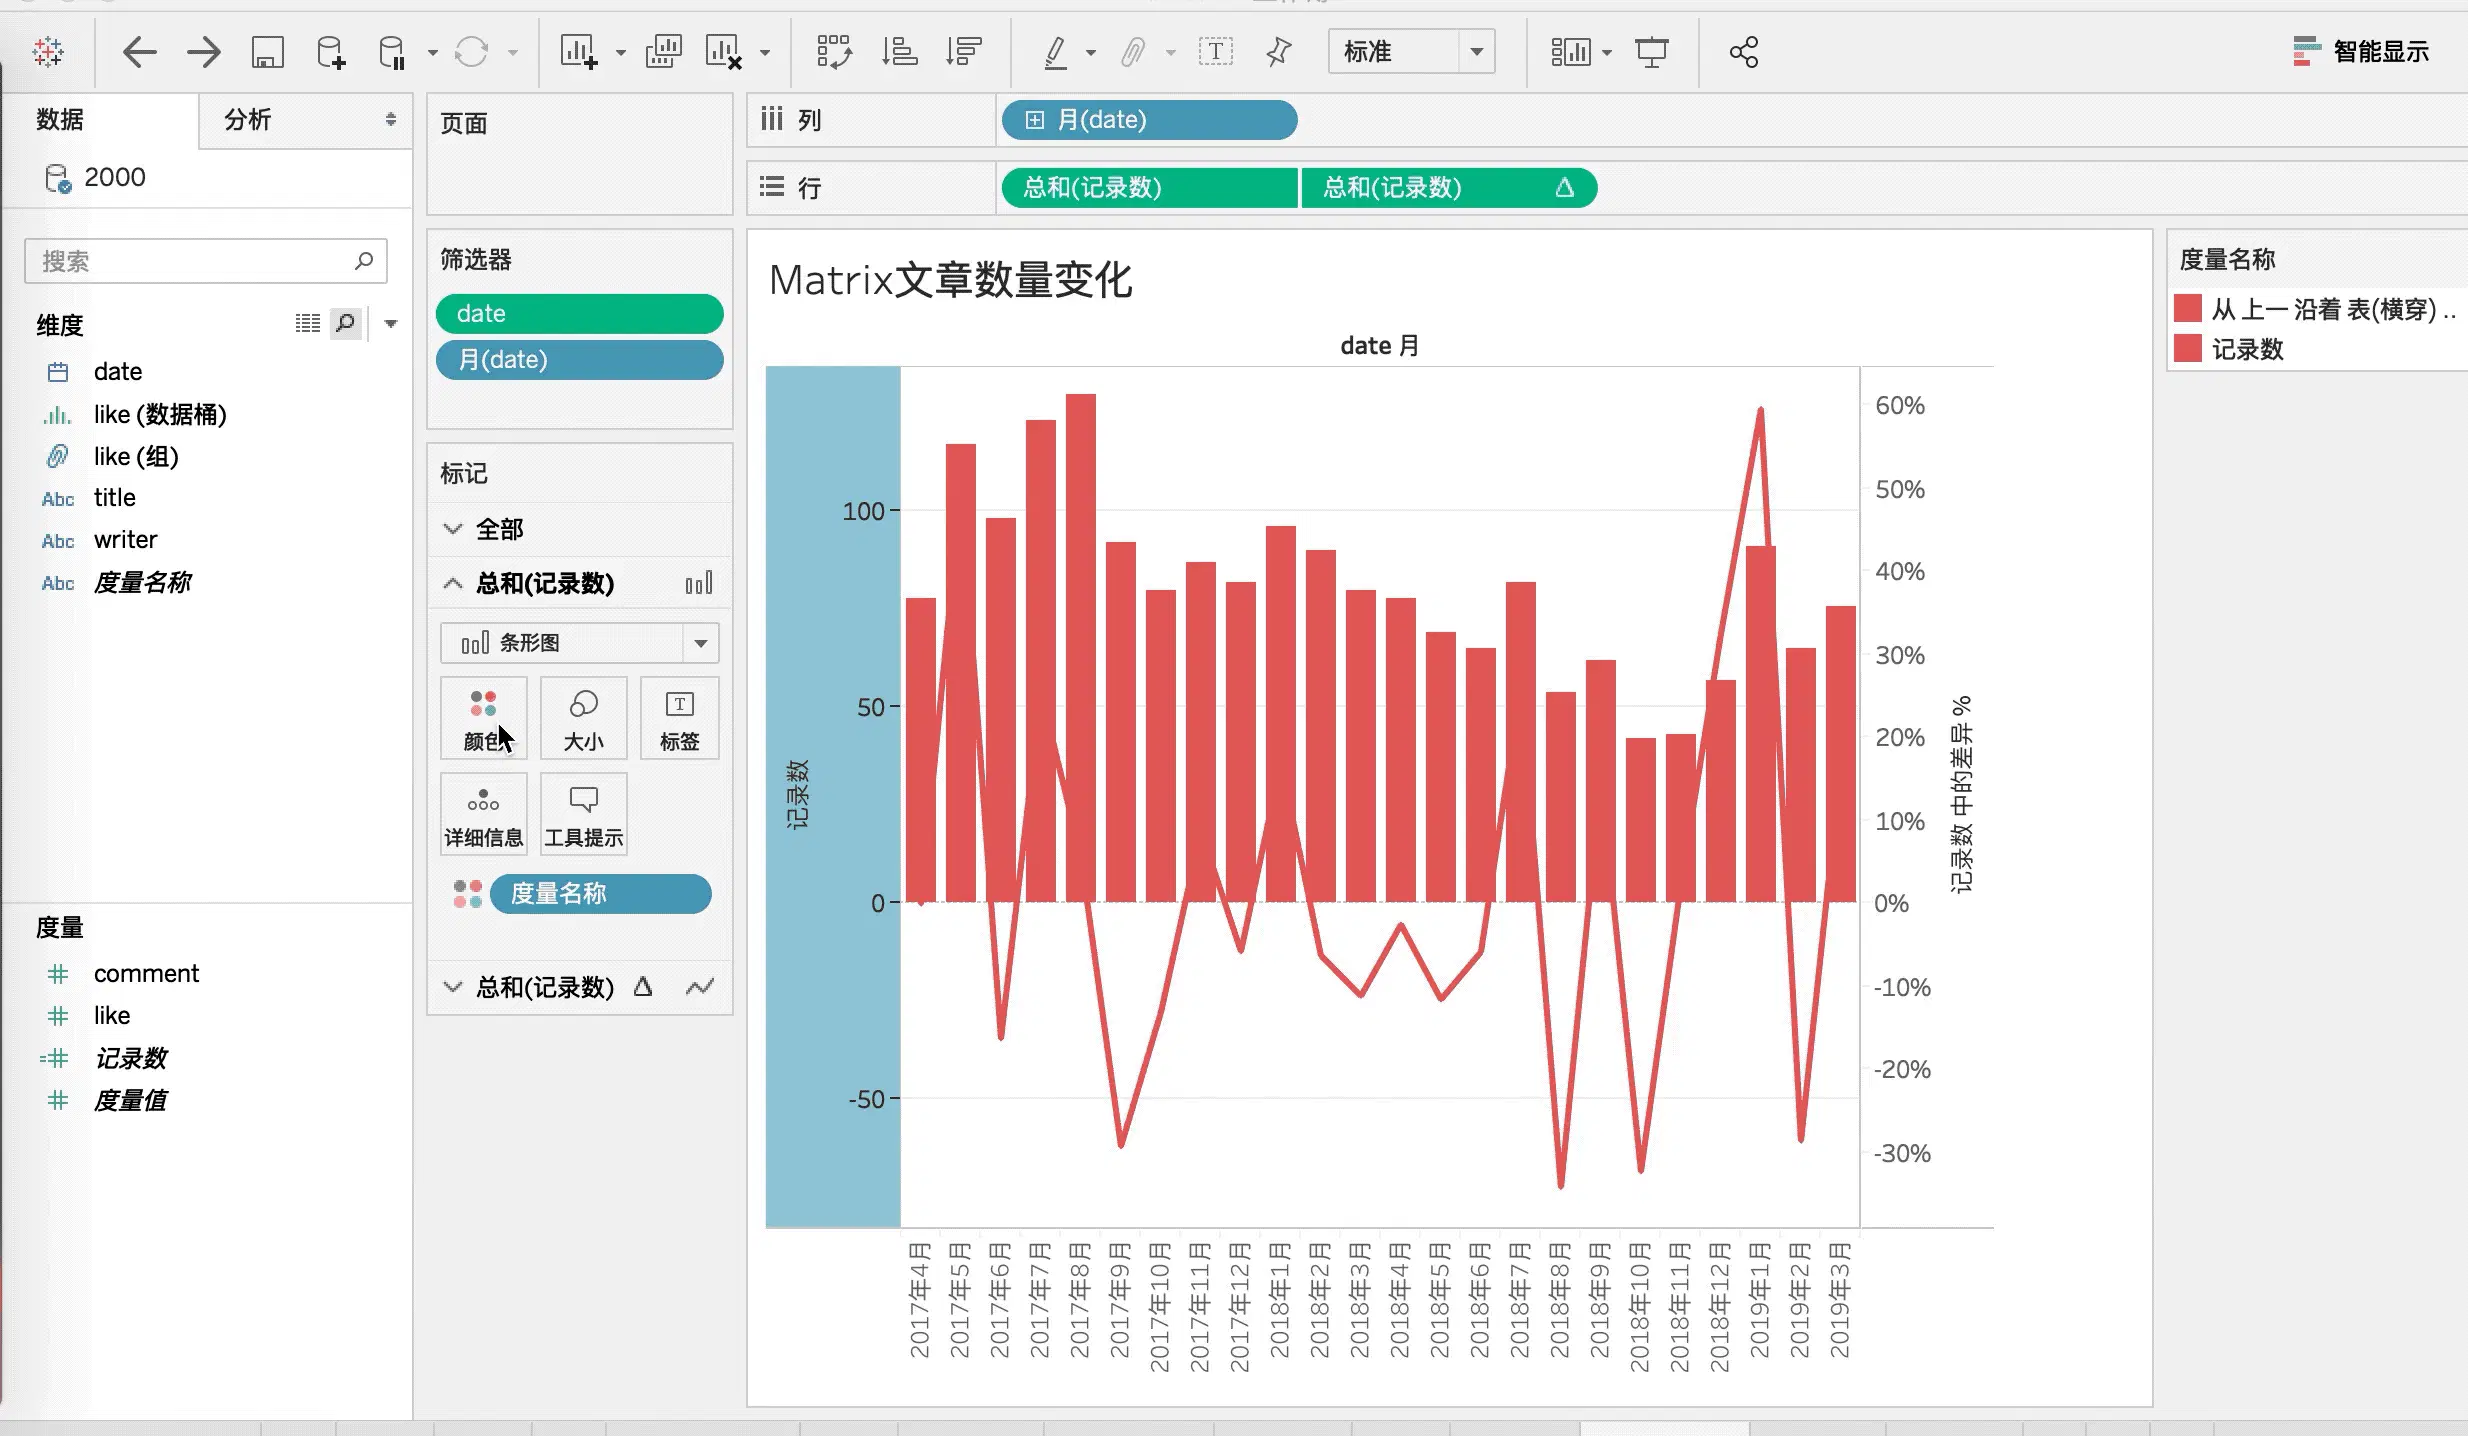 标准
智能显示
数据
分析
2000
搜索
维度
date
like (数据桶)
like (组)
Abc title
Abc writer
Abc 度量名称
度量
comment
like
记录数
度量值
页面
筛选器
date
月(date)
标记
全部
总和(记录数)
条形图
颜色
大小
标签
详细信息
工具提示
度量名称
总和(记录数) Δ
列
月(date)
行
总和(记录数)
总和(记录数) Δ
Matrix文章数量变化
date 月
记录数
100
50
0
-50
60%
50%
40%
30%
20%
10%
0%
-10%
-20%
-30%
记录数 中的差异 %
2017年4月
2017年5月
2017年6月
2017年7月
2017年8月
2017年9月
2017年10月
2017年11月
2017年12月
2018年1月
2018年2月
2018年3月
2018年4月
2018年5月
2018年6月
2018年7月
2018年8月
2018年9月
2018年10月
2018年11月
2018年12月
2019年1月
2019年2月
2019年3月
度量名称
从 上一 沿着 表(横穿) ..
记录数